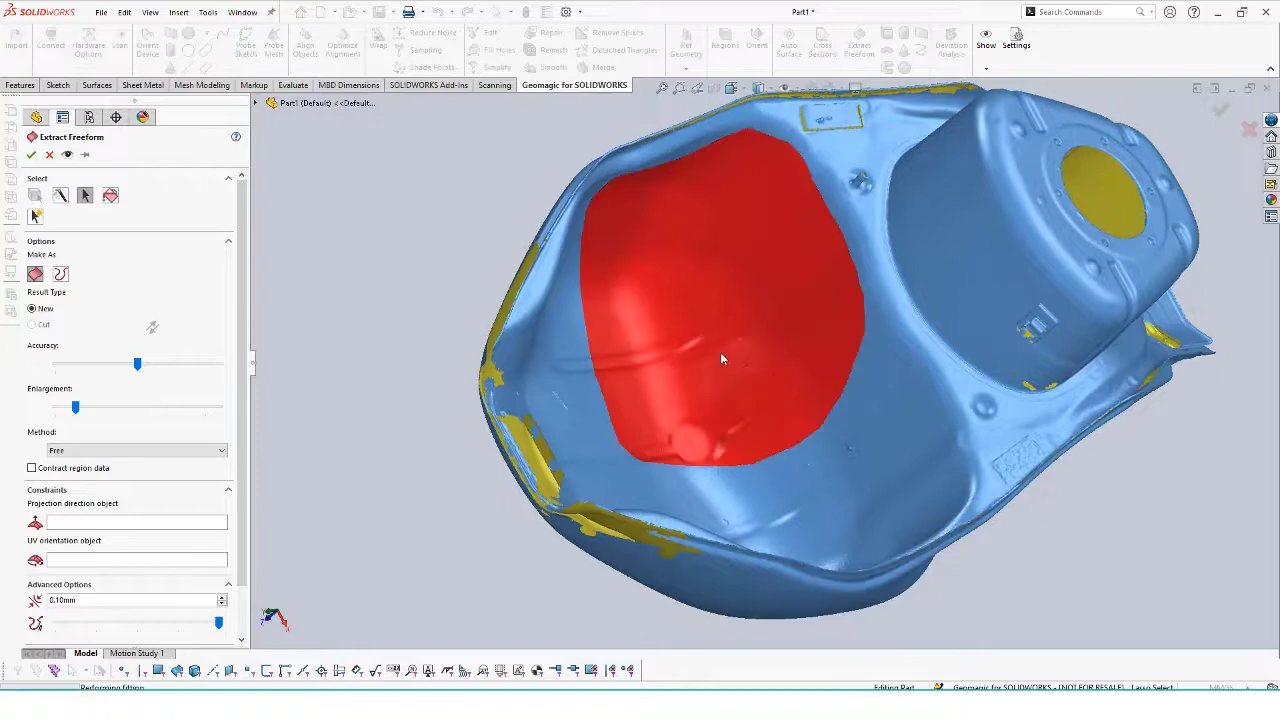 SOLIDWORKS File Edit View Insert Tools Window Part1 * Search Commands
Import Connect Hardware Options Scan Orient Device Probe Sketch Probe Mesh Align Objects Optimize Alignment Wrap Reduce Noise Sampling Shade Points... Edit Fill Holes Simplify Repair Remesh Smooth Remove Spikes Detached Triangles Merge Ref Geometry Regions Orient Auto Surface Cross Sections Extract Freeform Deviation Analysis Show Settings
Features Sketch Surfaces Sheet Metal Mesh Modeling Markup Evaluate MBD Dimensions SOLIDWORKS Add-Ins Scanning Geomagic for SOLIDWORKS
Part1 (Default) <<Default...
Extract Freeform
Select
Options
Make As
Result Type
New
Cut
Accuracy:
Enlargement:
Method:
Free
Contract region data
Constraints
Projection direction object
UV orientation object
Advanced Options
0.10mm
Model Motion Study 1
Performing fitting Editing Part Geomagic for SOLIDWORKS - [NOT FOR RESALE] Lasso Select MMGS